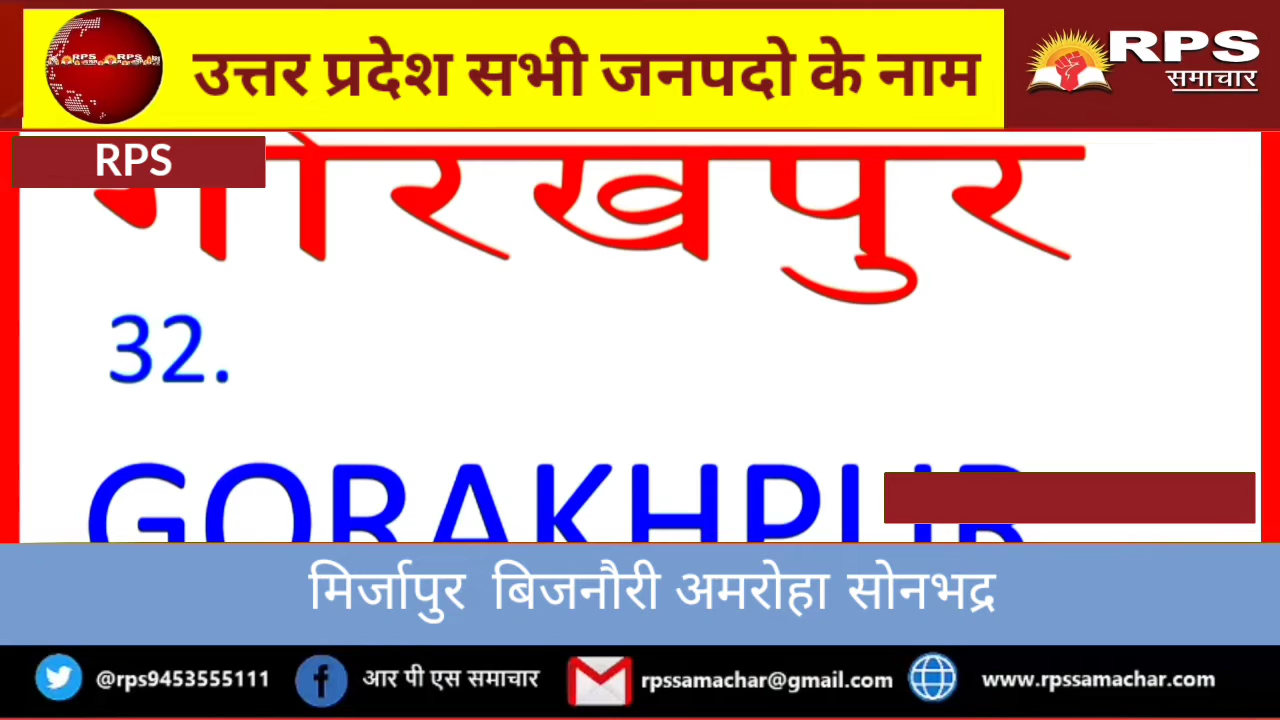 उत्तर प्रदेश सभी जनपदो के नाम
RPS
समाचार
RPS
गोरखपुर
32.
GORAKHPUR
मिर्जापुर बिजनौरी अमरोहा सोनभद्र
@rps9453555111 आर पी एस समाचार rpssamachar@gmail.com www.rpssamachar.com